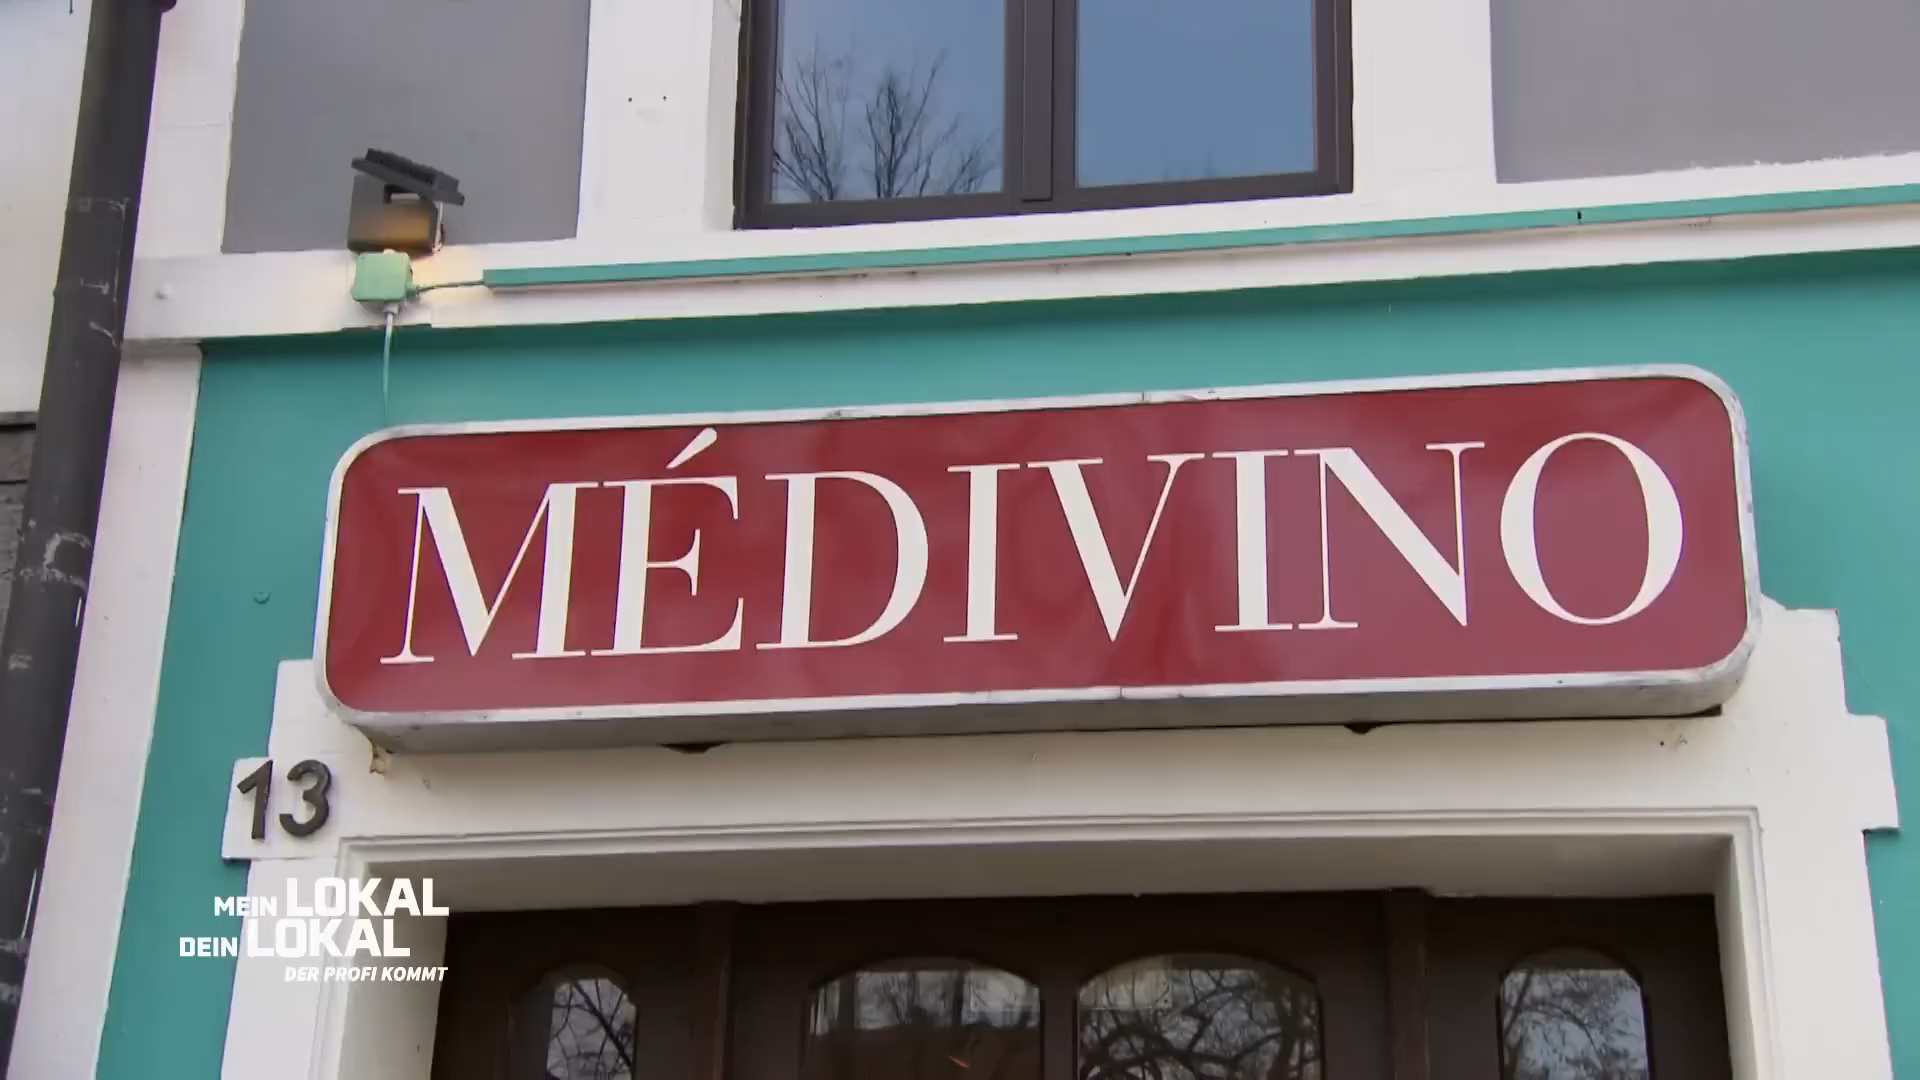 MÉDIVINO
13
MEIN LOKAL
DEIN LOKAL
DER PROFI KOMMT